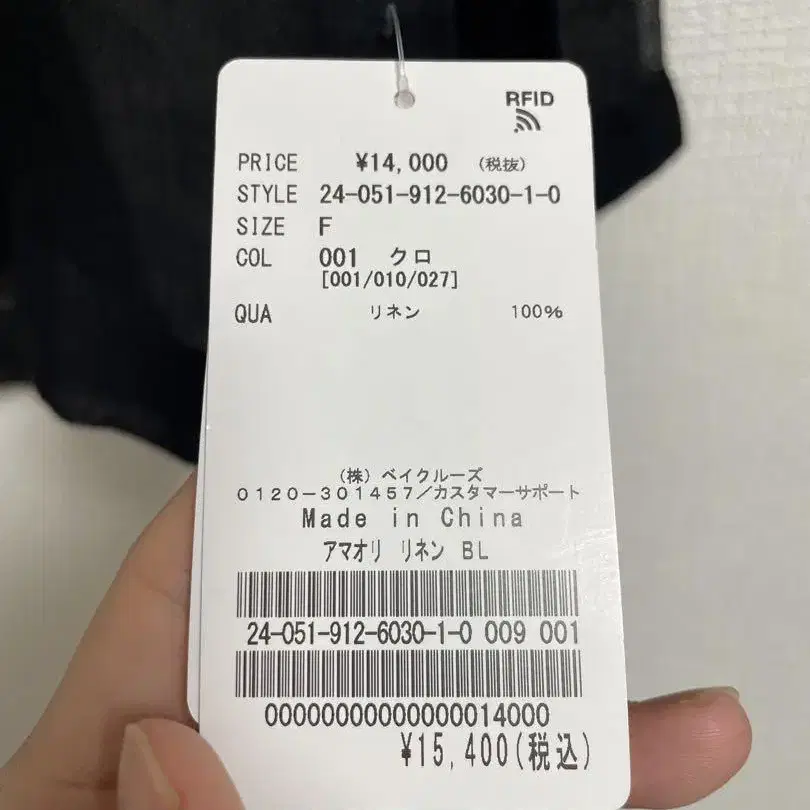 RFID
PRICE ¥14,000 (税抜)
STYLE 24-051-912-6030-1-0
SIZE F
COL 001 クロ
[001/010/027]
QUA リネン 100%
(株) ベイクルーズ
0120-301457/カスタマーサポート
Made in China
アマオリ リネン BL
24-051-912-6030-1-0 009 001
00000000000000014000
¥15,400(税込)